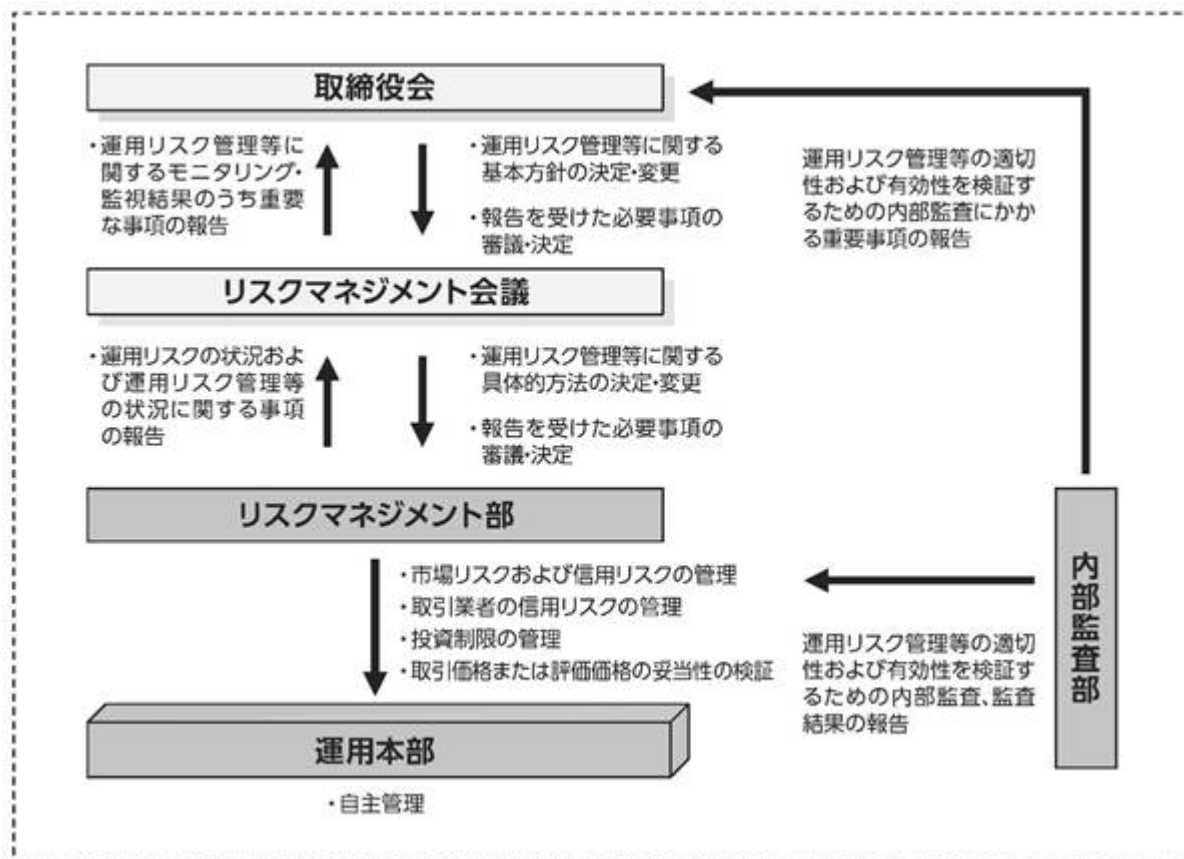 取締役会
・運用リスク管理等に
関するモニタリング・
監視結果のうち重要
な事項の報告
・運用リスク管理等に関する
基本方針の決定・変更
・報告を受けた必要事項の
審議・決定
運用リスク管理等の適切
性および有効性を検証す
るための内部監査にかか
る重要事項の報告
リスクマネジメント会議
・運用リスクの状況およ
び運用リスク管理等
の状況に関する事項
の報告
・運用リスク管理等に関する
具体的方法の決定・変更
・報告を受けた必要事項の
審議・決定
リスクマネジメント部
・市場リスクおよび信用リスクの管理
・取引業者の信用リスクの管理
・投資制限の管理
・取引価格または評価価格の妥当性の検証
内部監査部
運用リスク管理等の適切
性および有効性を検証す
るための内部監査、監査
結果の報告
運用本部
・自主管理